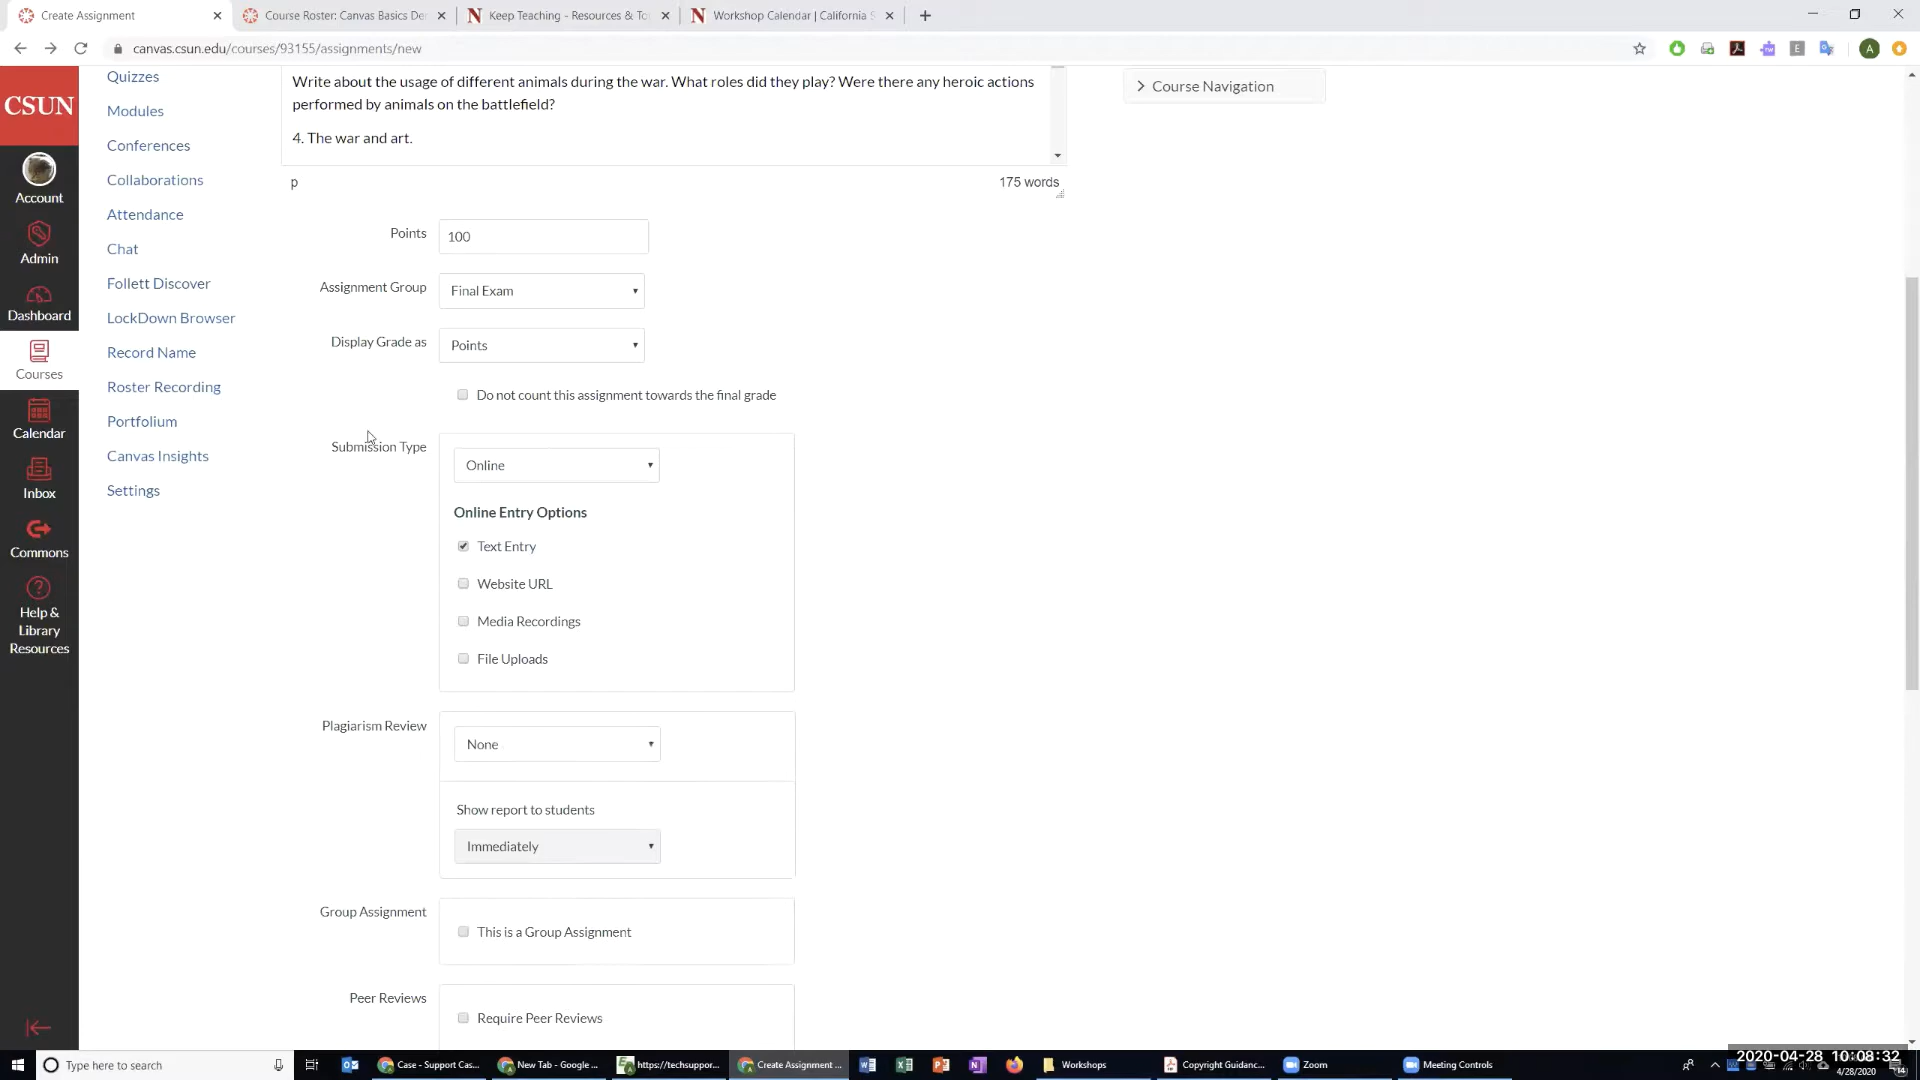 Create Assignment
Course Roster: Canvas Basics De
Keep Teaching - Resources & To
Workshop Calendar | California S
canvas.csun.edu/courses/93155/assignments/new
A
CSUN
Account
Admin
Dashboard
Courses
Calendar
Inbox
Commons
Help &
Library
Resources
Quizzes
Modules
Conferences
Collaborations
Attendance
Chat
Follett Discover
LockDown Browser
Record Name
Roster Recording
Portfolium
Canvas Insights
Settings
Write about the usage of different animals during the war. What roles did they play? Were there any heroic actions
performed by animals on the battlefield?
4. The war and art.
p
175 words
Course Navigation
Points
100
Assignment Group
Final Exam
Display Grade as
Points
Do not count this assignment towards the final grade
Submission Type
Online
Online Entry Options
Text Entry
Website URL
Media Recordings
File Uploads
Plagiarism Review
None
Show report to students
Immediately
Group Assignment
This is a Group Assignment
Peer Reviews
Require Peer Reviews
Type here to search
Case - Support Cas...
New Tab - Google ...
https://techsuppor...
Create Assignment ...
Workshops
Copyright Guidanc...
Zoom
Meeting Controls
2020-04-28 10:08:32
4/28/2020